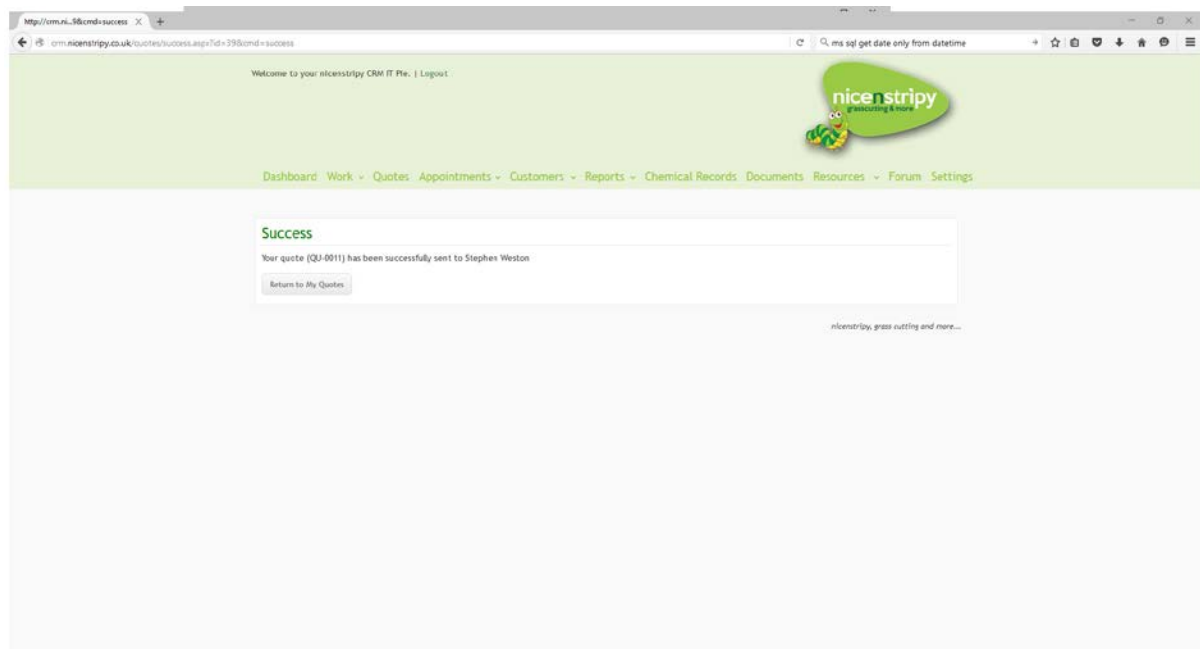 http://crm.ni...9&cmd=success
crm.nicenstripy.co.uk/quotes/success.aspx?id=39&cmd=success
ms sql get date only from datetime
Welcome to your nicenstripy CRM IT Pie. | Logout
nicenstripy
grasscutting & more
Dashboard Work Quotes Appointments Customers Reports Chemical Records Documents Resources Forum Settings
Success
Your quote (QU-0011) has been successfully sent to Stephen Weston
Return to My Quotes
nicenstripy, grass cutting and more...